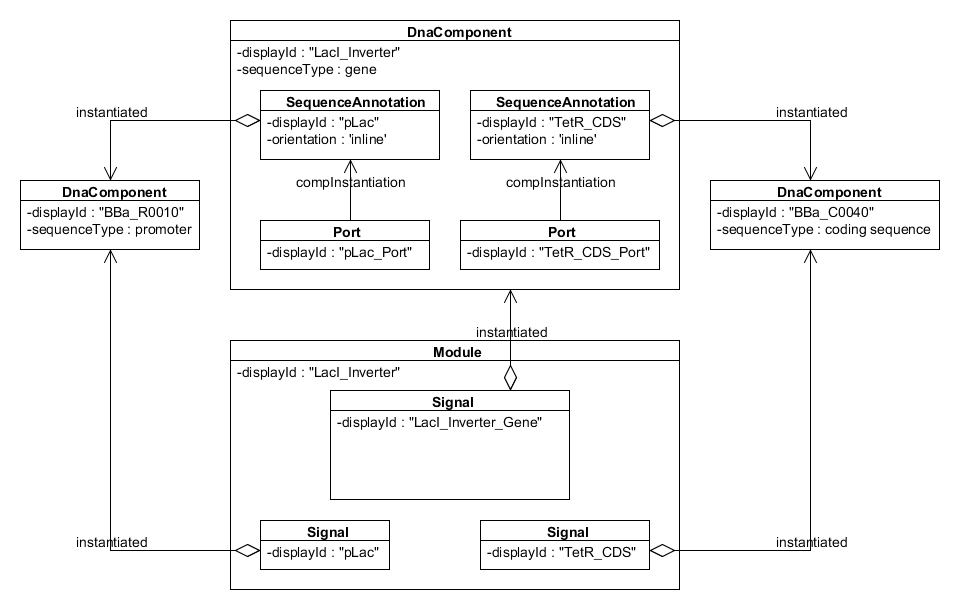 DnaComponent
-displayId : "LacI_Inverter"
-sequenceType : gene
SequenceAnnotation
-displayId : "pLac"
-orientation : 'inline'
SequenceAnnotation
-displayId : "TetR_CDS"
-orientation : 'inline'
instantiated
instantiated
compInstantiation
compInstantiation
DnaComponent
-displayId : "BBa_R0010"
-sequenceType : promoter
DnaComponent
-displayId : "BBa_C0040"
-sequenceType : coding sequence
Port
-displayId : "pLac_Port"
Port
-displayId : "TetR_CDS_Port"
instantiated
Module
-displayId : "LacI_Inverter"
Signal
-displayId : "LacI_Inverter_Gene"
Signal
-displayId : "pLac"
Signal
-displayId : "TetR_CDS"
instantiated
instantiated